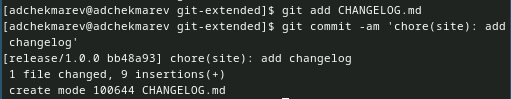 [adchekmarev@adchekmarev git-extended]$ git add CHANGELOG.md
[adchekmarev@adchekmarev git-extended]$ git commit -am 'chore(site): add
 changelog'
[release/1.0.0 bb48a93] chore(site): add changelog
 1 file changed, 9 insertions(+)
 create mode 100644 CHANGELOG.md